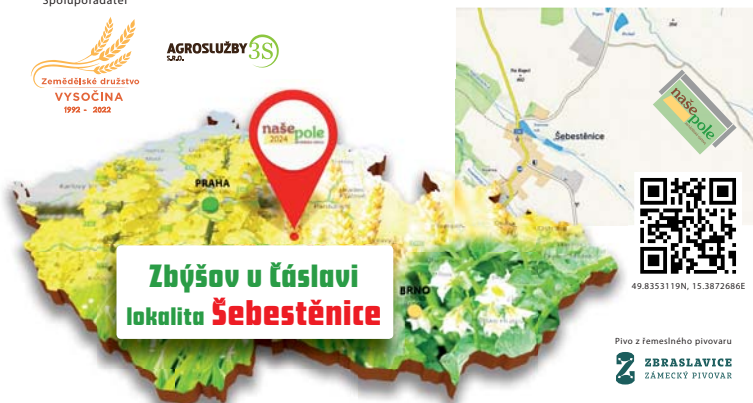 Spolupořadatel
Zemědělské družstvo
VYSOČINA
1992 - 2022
AGROSLUŽBY 3S
S.R.O.
naše pole
2024
PRAHA
BRNO
Zbýšov u Čáslavi
lokalita Šebestěnice
Šebestěnice
naše
pole
49.8353119N, 15.3872686E
Pivo z řemeslného pivovaru
ZBRASLAVICE
ZÁMECKÝ PIVOVAR